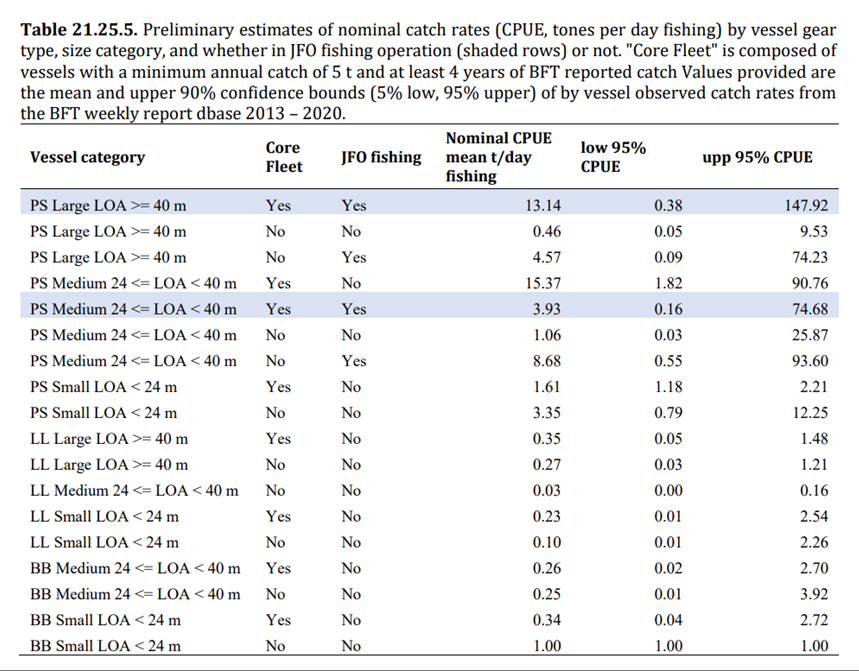 Table 21.25.5. Preliminary estimates of nominal catch rates (CPUE, tones per day fishing) by vessel gear
type, size category, and whether in JFO fishing operation (shaded rows) or not. "Core Fleet" is composed of
vessels with a minimum annual catch of 5 t and at least 4 years of BFT reported catch Values provided are
the mean and upper 90% confidence bounds (5% low, 95% upper) of by vessel observed catch rates from
the BFT weekly report dbase 2013 – 2020.
Vessel category Core Fleet JFO fishing Nominal CPUE mean t/day fishing low 95% CPUE upp 95% CPUE
PS Large LOA >= 40 m Yes Yes 13.14 0.38 147.92
PS Large LOA >= 40 m No No 0.46 0.05 9.53
PS Large LOA >= 40 m No Yes 4.57 0.09 74.23
PS Medium 24 <= LOA < 40 m Yes No 15.37 1.82 90.76
PS Medium 24 <= LOA < 40 m Yes Yes 3.93 0.16 74.68
PS Medium 24 <= LOA < 40 m No No 1.06 0.03 25.87
PS Medium 24 <= LOA < 40 m No Yes 8.68 0.55 93.60
PS Small LOA < 24 m Yes No 1.61 1.18 2.21
PS Small LOA < 24 m No No 3.35 0.79 12.25
LL Large LOA >= 40 m Yes No 0.35 0.05 1.48
LL Large LOA >= 40 m No No 0.27 0.03 1.21
LL Medium 24 <= LOA < 40 m No No 0.03 0.00 0.16
LL Small LOA < 24 m Yes No 0.23 0.01 2.54
LL Small LOA < 24 m No No 0.10 0.01 2.26
BB Medium 24 <= LOA < 40 m Yes No 0.26 0.02 2.70
BB Medium 24 <= LOA < 40 m No No 0.25 0.01 3.92
BB Small LOA < 24 m Yes No 0.34 0.04 2.72
BB Small LOA < 24 m No No 1.00 1.00 1.00